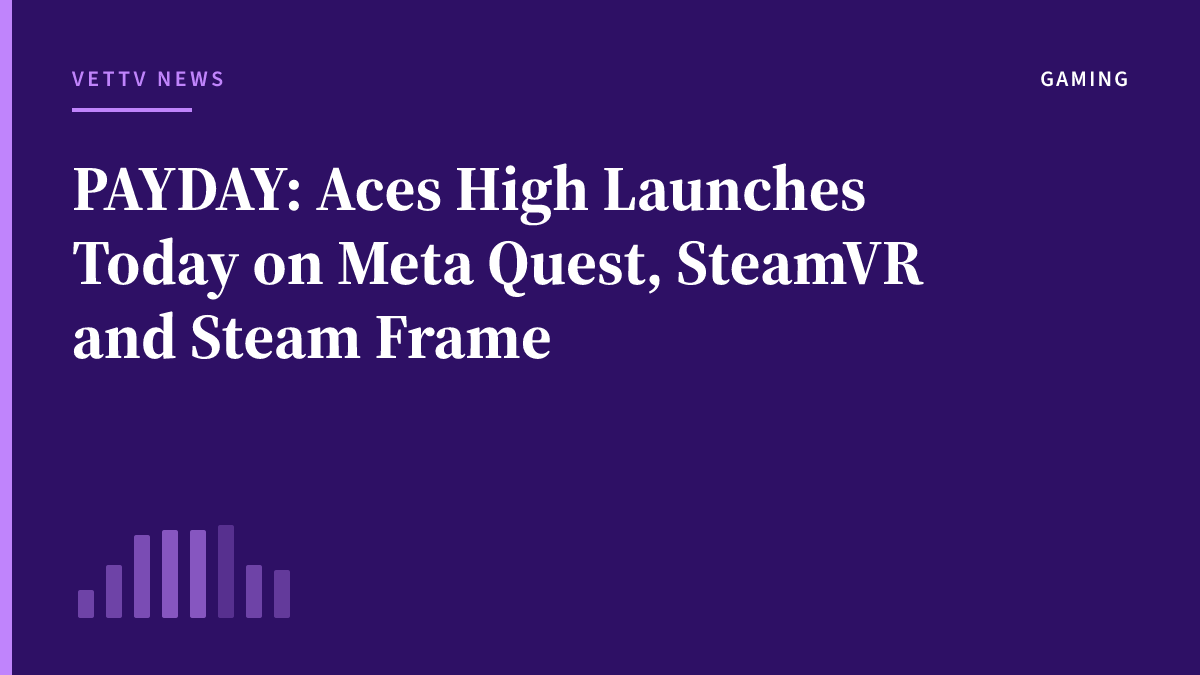 VETTV NEWS
GAMING
PAYDAY: Aces High Launches
Today on Meta Quest, SteamVR
and Steam Frame